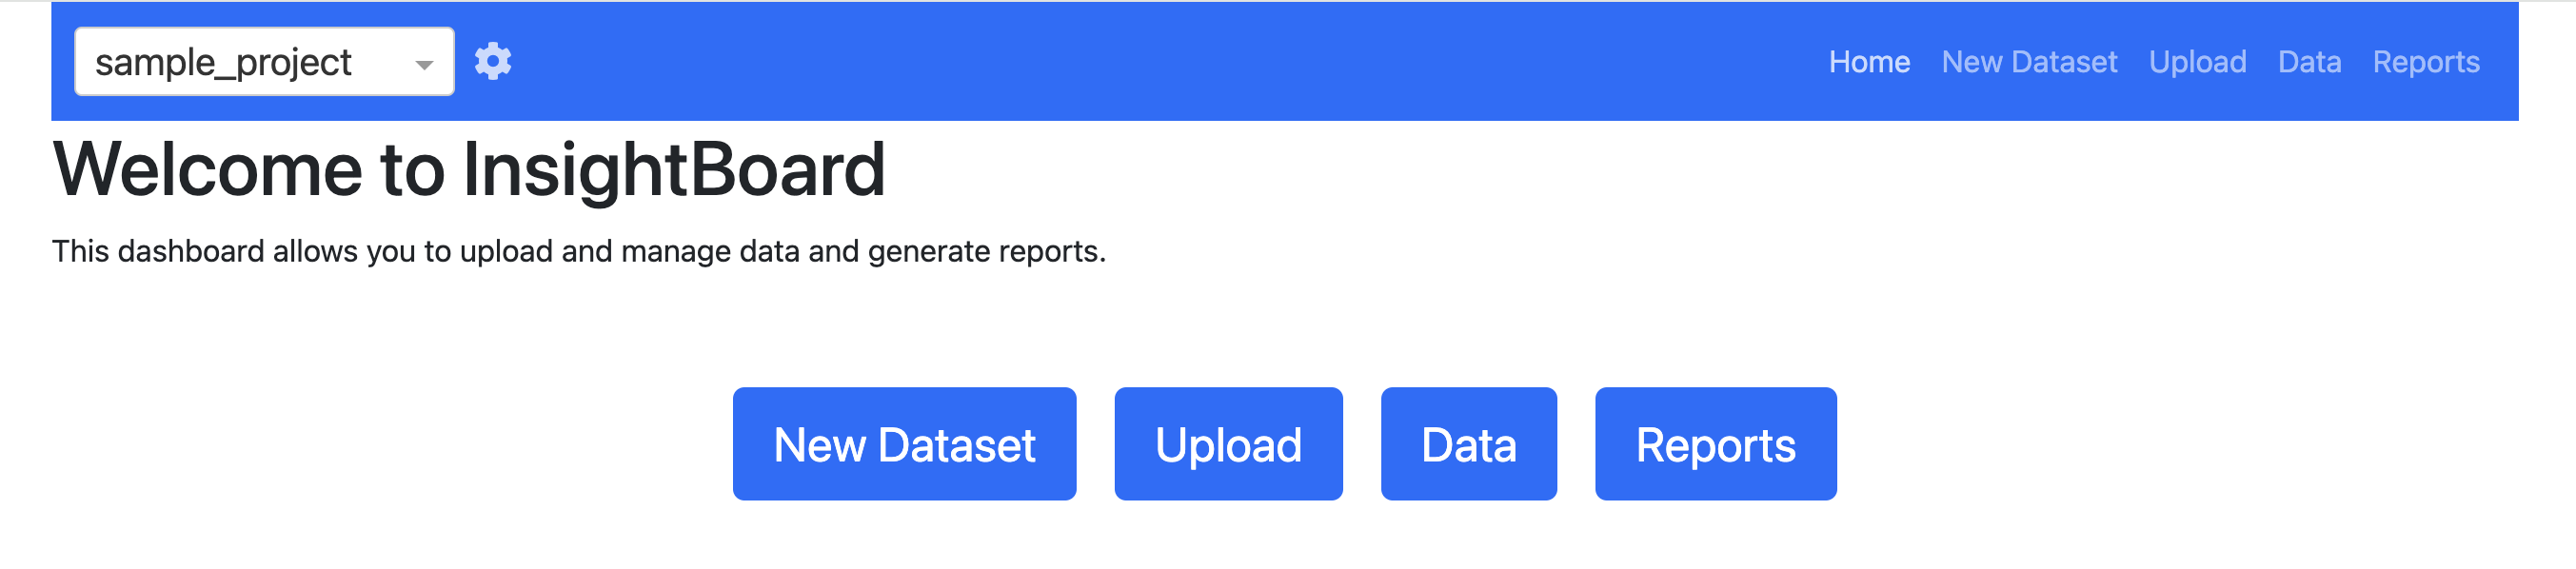 sample_project
Home New Dataset Upload Data Reports
Welcome to InsightBoard
This dashboard allows you to upload and manage data and generate reports.
New Dataset Upload Data Reports